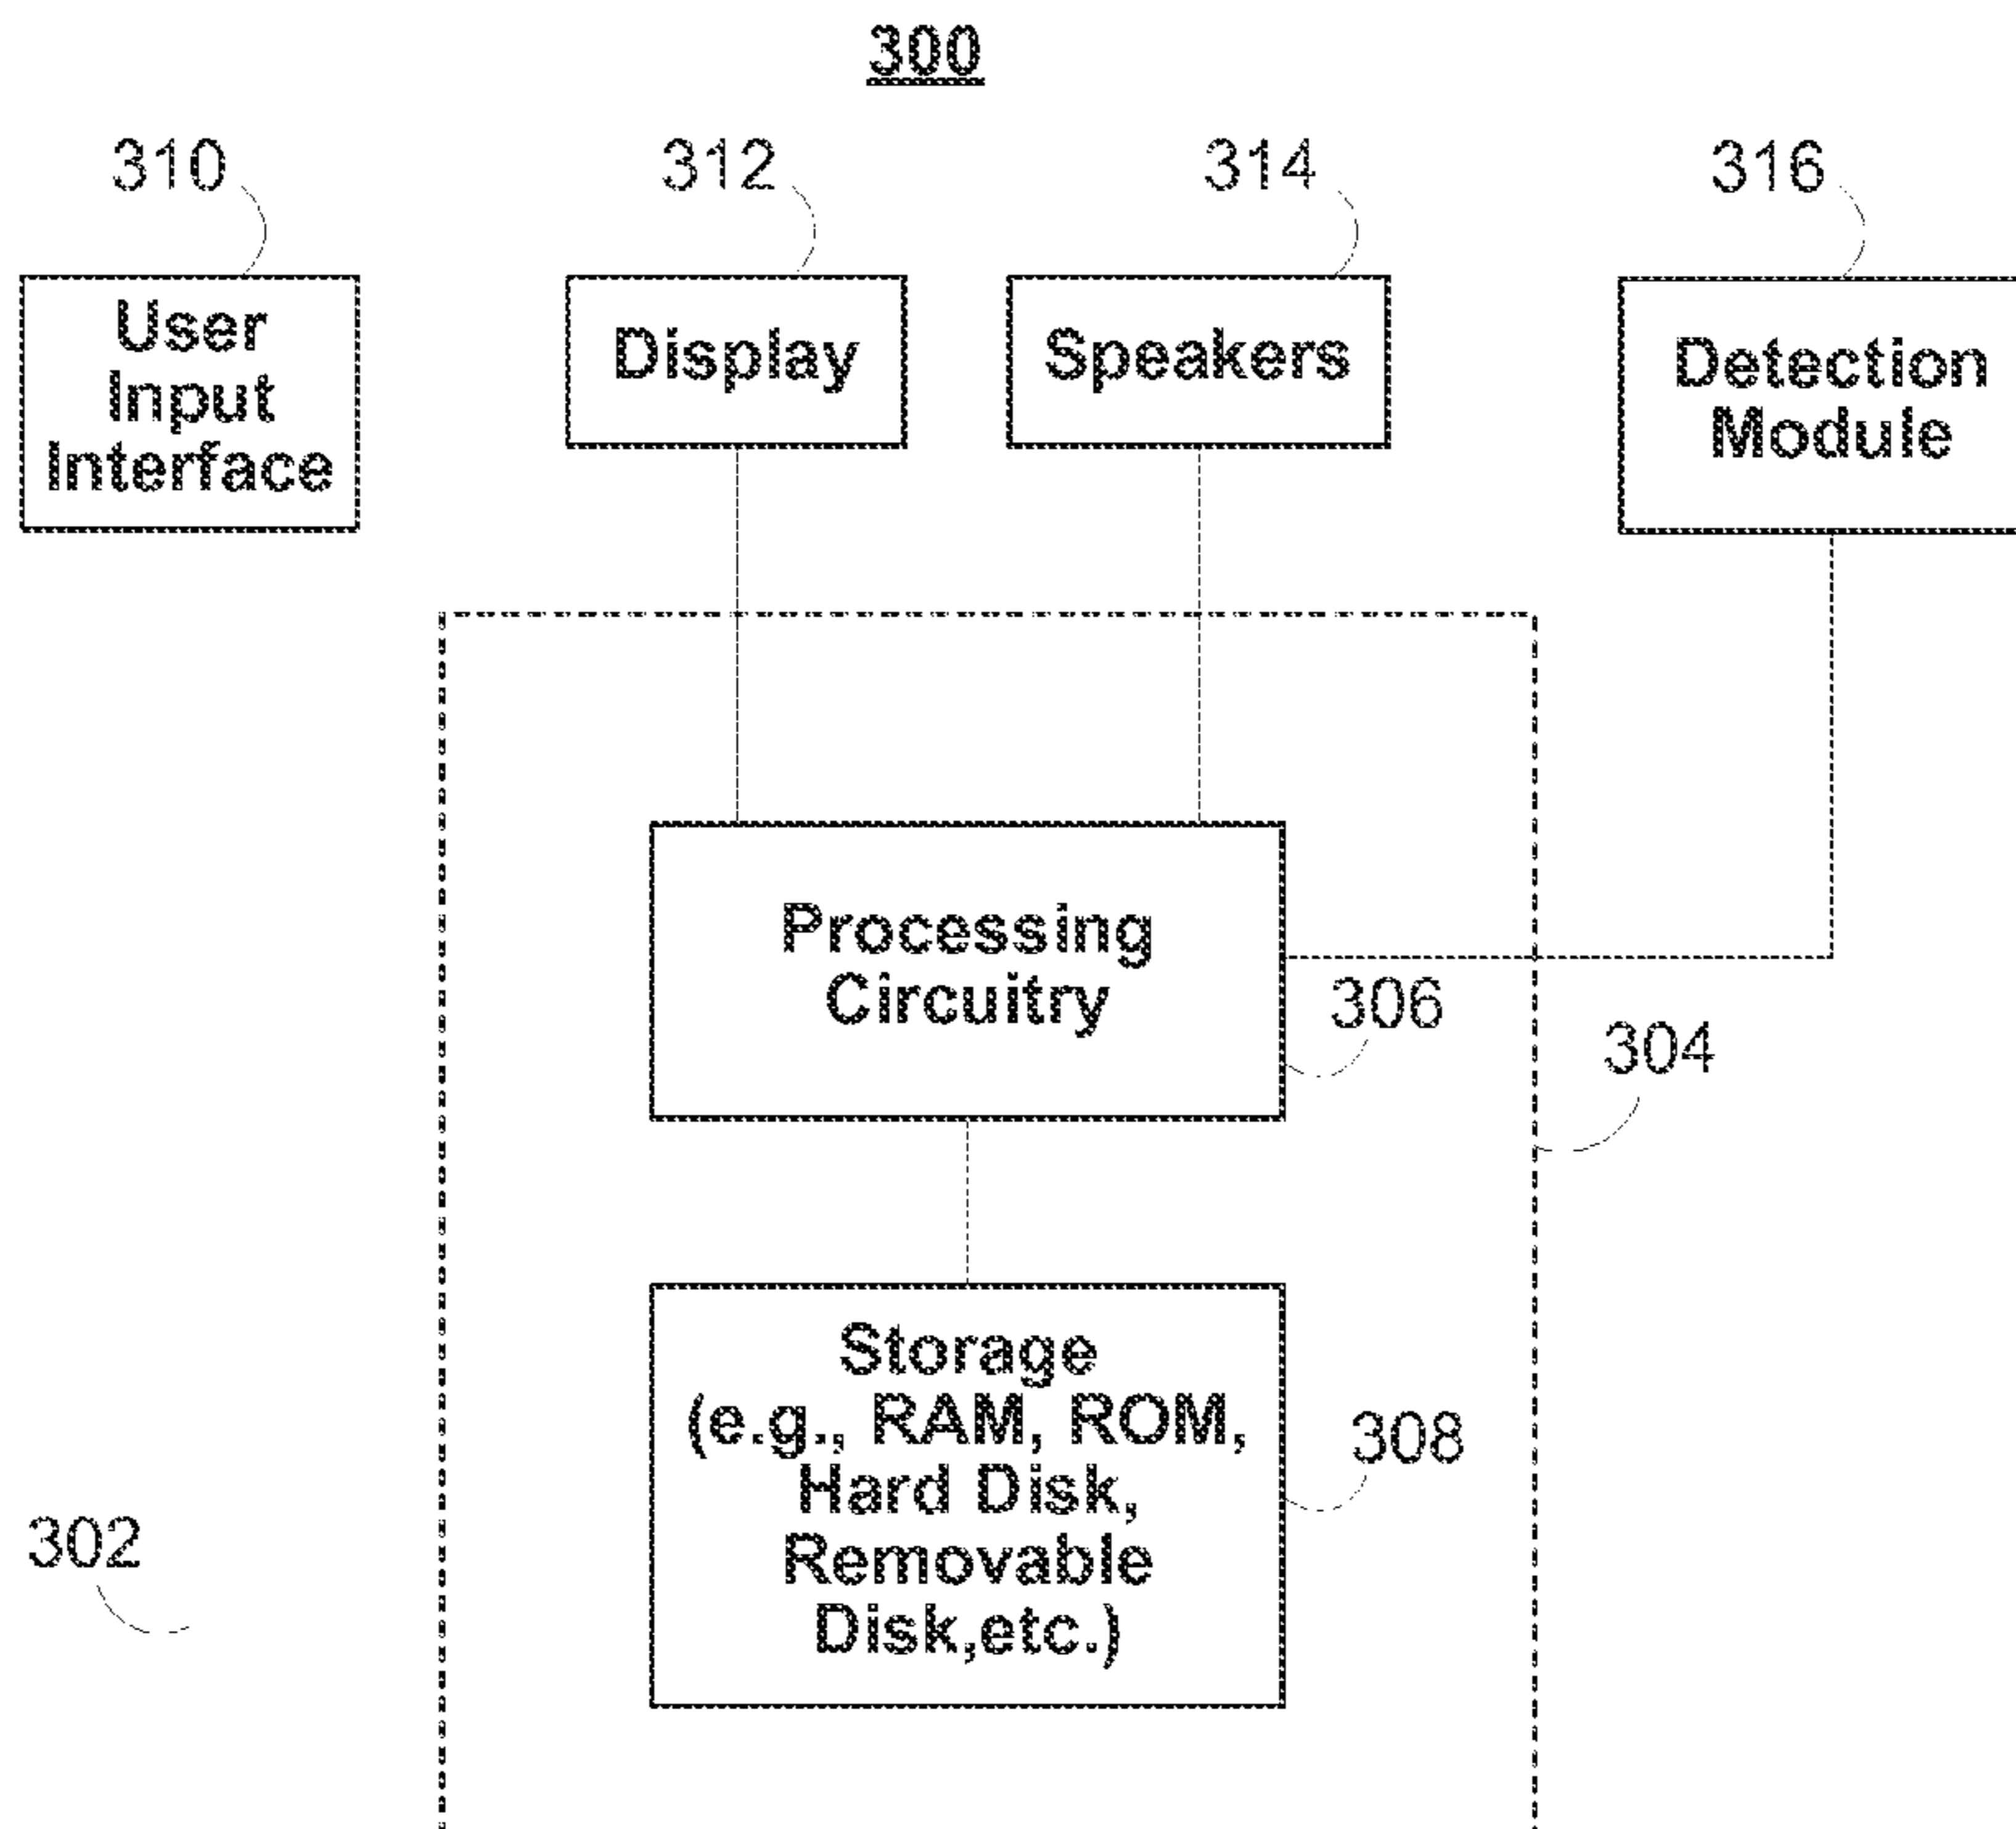 300
310
312
314
316
User
Input
Interface
Display
Speakers
Detection
Module
Processing
Circuitry
306
304
Storage
(e.g., RAM, ROM,
Hard Disk,
Removable
Disk,etc.)
308
302